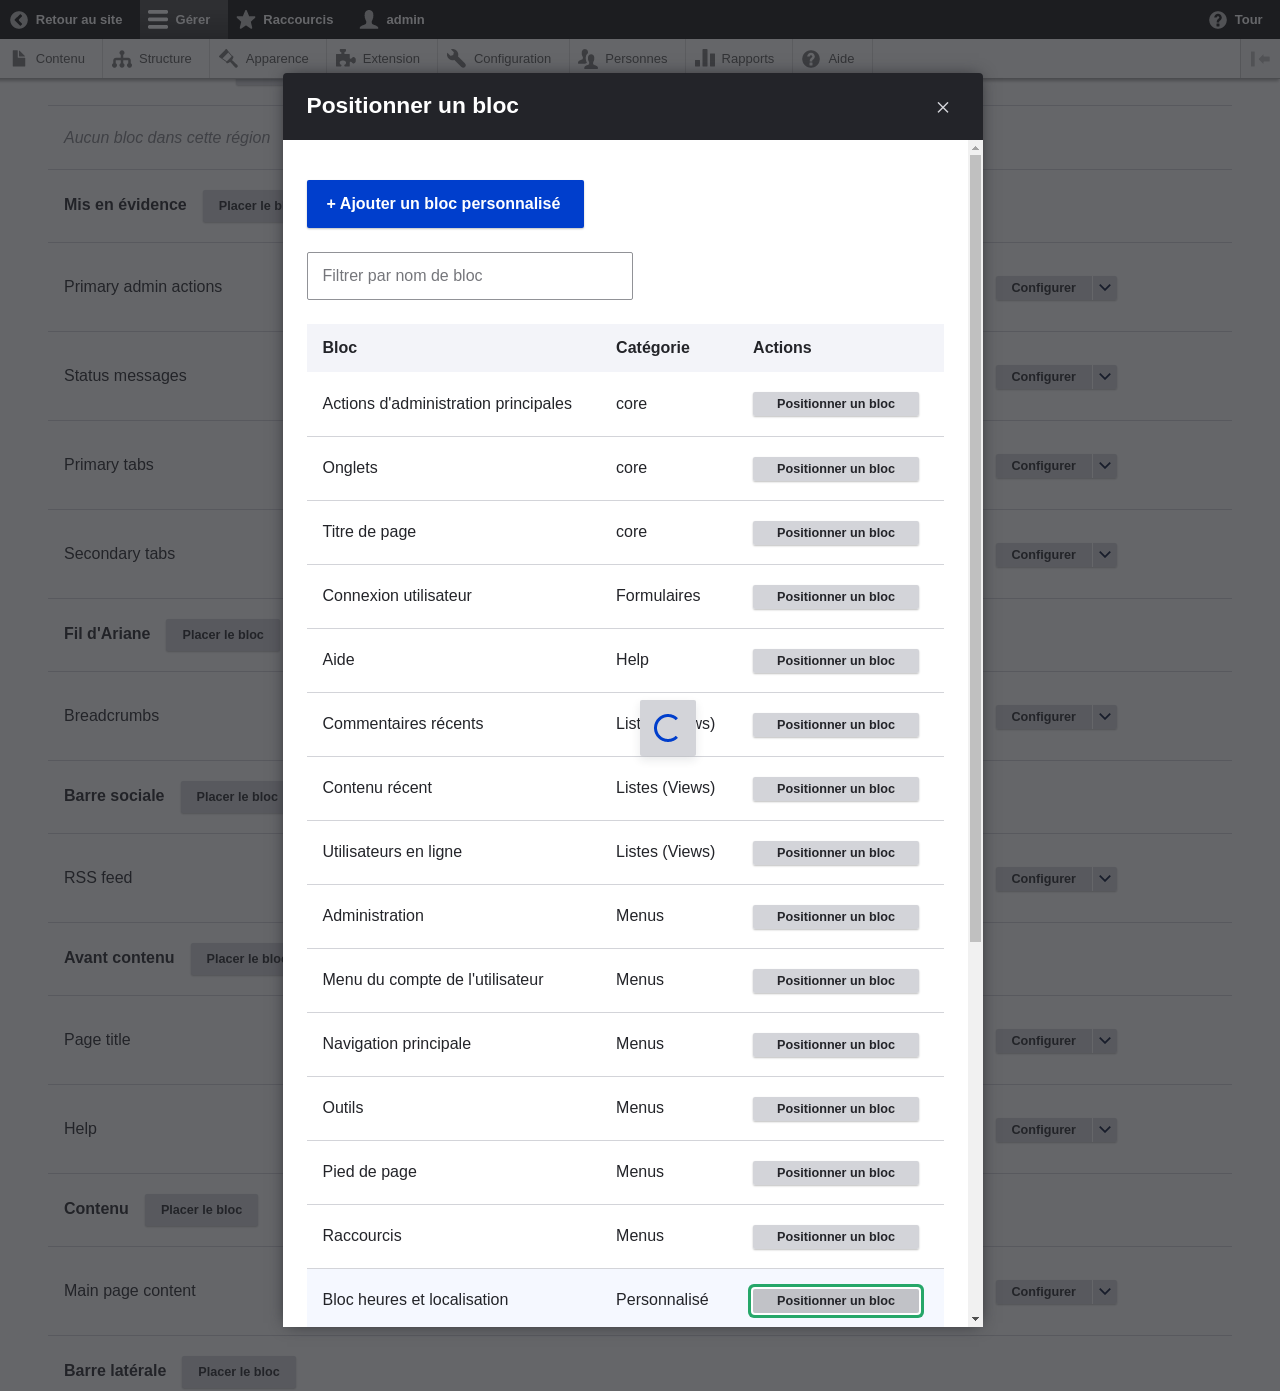 Retour au site Gérer Raccourcis admin Tour
Contenu Structure Apparence Extension Configuration Personnes Rapports Aide
Positionner un bloc
+ Ajouter un bloc personnalisé
Filtrer par nom de bloc
Bloc Catégorie Actions
Actions d'administration principales core Positionner un bloc
Onglets core Positionner un bloc
Titre de page core Positionner un bloc
Connexion utilisateur Formulaires Positionner un bloc
Aide Help Positionner un bloc
Commentaires récents Positionner un bloc
Contenu récent Listes (Views) Positionner un bloc
Utilisateurs en ligne Listes (Views) Positionner un bloc
Administration Menus Positionner un bloc
Menu du compte de l'utilisateur Menus Positionner un bloc
Navigation principale Menus Positionner un bloc
Outils Menus Positionner un bloc
Pied de page Menus Positionner un bloc
Raccourcis Menus Positionner un bloc
Bloc heures et localisation Personnalisé Positionner un bloc
Aucun bloc dans cette région
Mis en évidence Placer le b
Primary admin actions Configurer
Status messages Configurer
Primary tabs Configurer
Secondary tabs Configurer
Fil d'Ariane Placer le bloc
Breadcrumbs Configurer
Barre sociale Placer le bloc
RSS feed Configurer
Avant contenu Placer le bloc
Page title Configurer
Help Configurer
Contenu Placer le bloc
Main page content Configurer
Barre latérale Placer le bloc